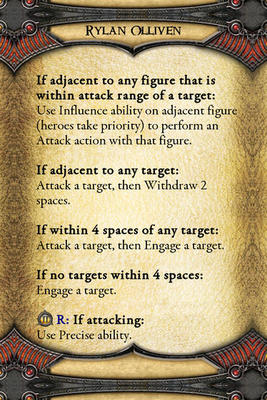 Rylan Olliven
If adjacent to any figure that is
within attack range of a target:
Use Influence ability on adjacent figure
(heroes take priority) to perform an
Attack action with that figure.
If adjacent to any target:
Attack a target, then Withdraw 2
spaces.
If within 4 spaces of any target:
Attack a target, then Engage a target.
If no targets within 4 spaces:
Engage a target.
R: If attacking:
Use Precise ability.